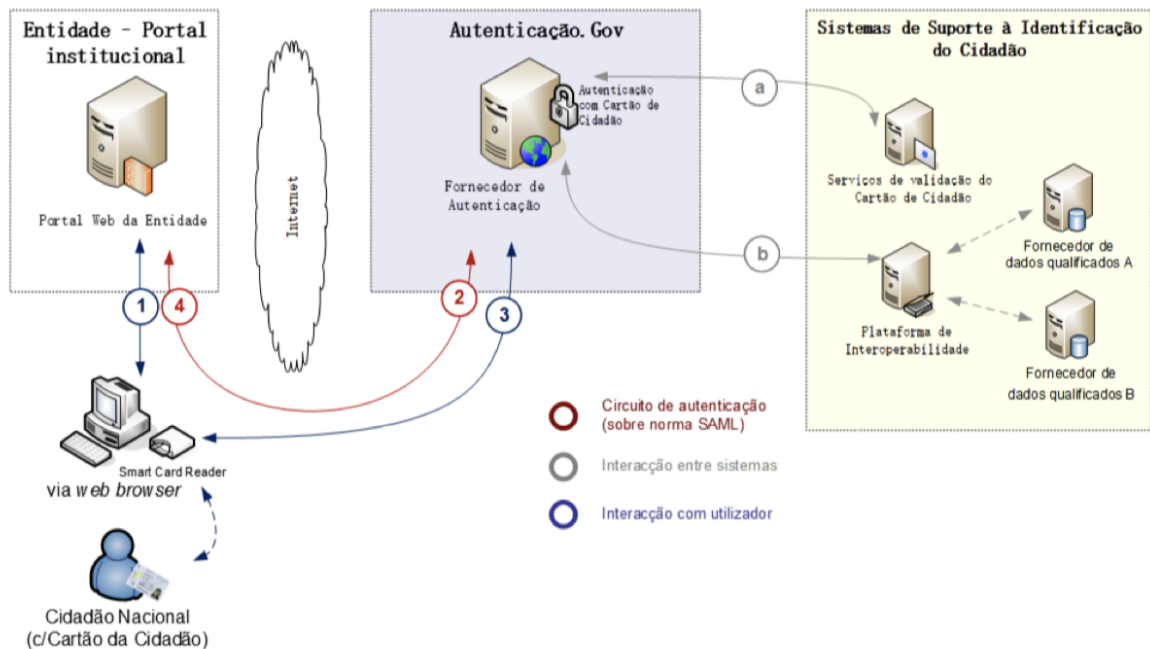 Entidade - Portal
institucional
Portal Web da Entidade
Internet
Autenticação.Gov
Autenticação
com Cartão de
Cidadão
Fornecedor de
Autenticação
Sistemas de Suporte à Identificação
do Cidadão
Serviços de validação do
Cartão de Cidadão
Fornecedor de
dados qualificados A
Plataforma de
Interoperabilidade
Fornecedor de
dados qualificados B
a
b
1
4
2
3
Smart Card Reader
via web browser
Cidadão Nacional
(c/Cartão da Cidadão)
Circuito de autenticação
(sobre norma SAML)
Interacção entre sistemas
Interacção com utilizador